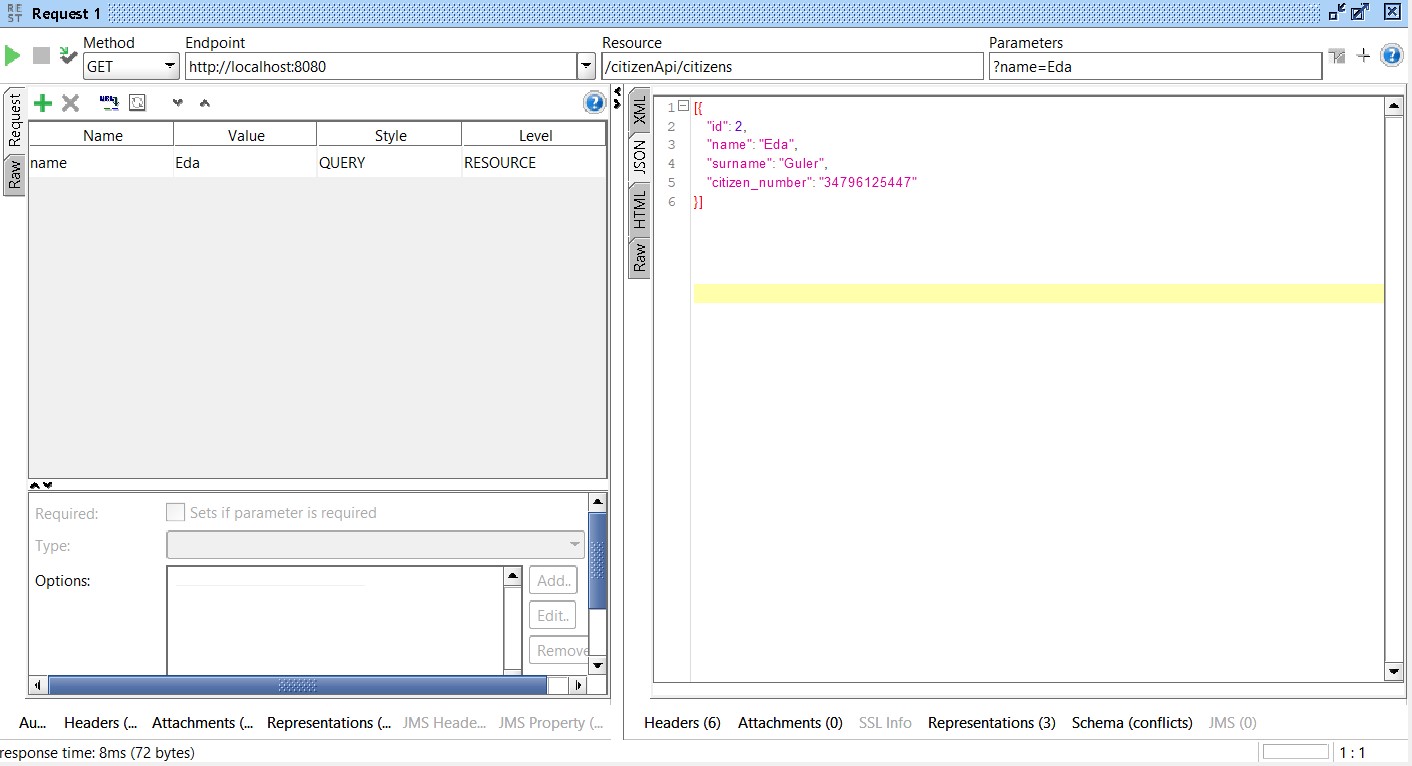 RE ST Request 1
Method
GET
Endpoint
http://localhost:8080
Resource
/citizenApi/citizens
Parameters
?name=Eda
Request
Raw
Name Value Style Level
name Eda QUERY RESOURCE
Required: Sets if parameter is required
Type:
Options:
Add..
Edit..
Remove
Au... Headers (... Attachments (... Representations (... JMS Heade... JMS Property (...
XML
JSON
HTML
Raw
1 [{
2 "id": 2,
3 "name": "Eda",
4 "surname": "Guler",
5 "citizen_number": "34796125447"
6 }]
Headers (6) Attachments (0) SSL Info Representations (3) Schema (conflicts) JMS (0)
response time: 8ms (72 bytes)
1 : 1